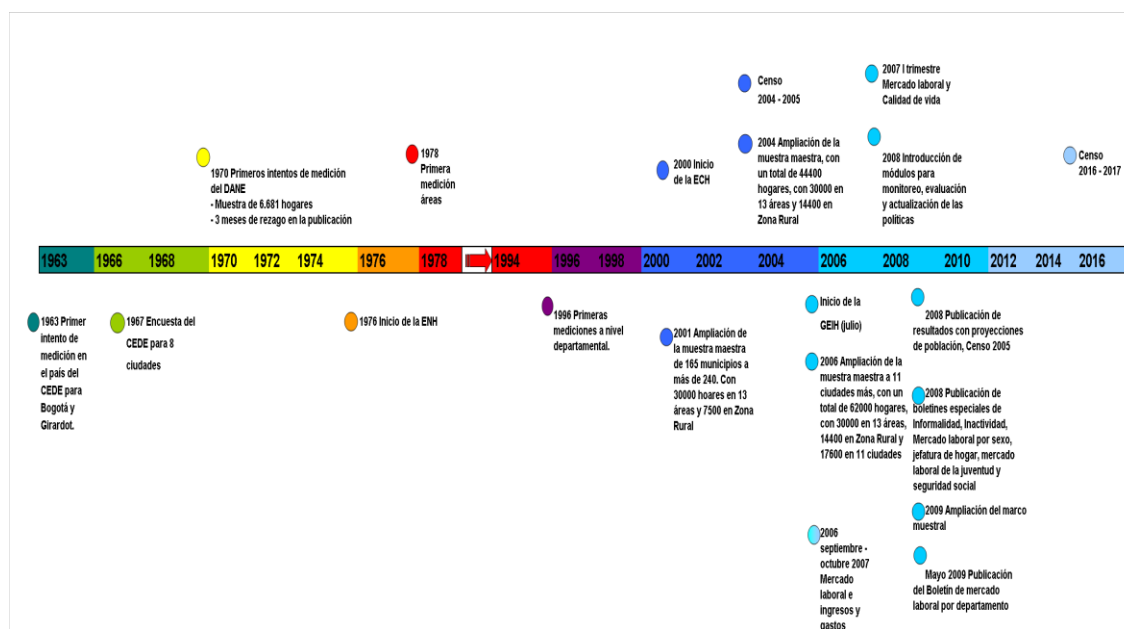 2007 I trimestre
Mercado laboral y
Calidad de vida
Censo
2004 - 2005
1970 Primeros intentos de medición
del DANE
- Muestra de 6.681 hogares
- 3 meses de rezago en la publicación
1978
Primera
medición
áreas
2000 Inicio
de la ECH
2004 Ampliación de la
muestra maestra, con
un total de 44400
hogares, con 30000 en
13 áreas y 14400 en
Zona Rural
2008 Introducción de
módulos para
monitoreo, evaluación
y actualización de las
políticas
Censo
2016 - 2017
1963 1966 1968 1970 1972 1974 1976 1978 1994 1996 1998 2000 2002 2004 2006 2008 2010 2012 2014 2016
1963 Primer
intento de
medición en
el país del
CEDE para
Bogotá y
Girardot.
1967 Encuesta del
CEDE para 8
ciudades
1976 Inicio de la ENH
1996 Primeras
mediciones a nivel
departamental.
2001 Ampliación de
la muestra maestra
de 165 municipios a
más de 240. Con
30000 hoares en 13
áreas y 7500 en Zona
Rural
Inicio de la
GEIH (julio)
2006 Ampliación de la
muestra maestra a 11
ciudades más, con un
total de 62000 hogares,
con 30000 en 13 áreas,
14400 en Zona Rural y
17600 en 11 ciudades
2006
septiembre -
octubre 2007
Mercado
laboral e
ingresos y
gastos
2008 Publicación de
resultados con proyecciones
de población, Censo 2005
2008 Publicación de
boletines especiales de
Informalidad, Inactividad,
Mercado laboral por sexo,
jefatura de hogar, mercado
laboral de la juventud y
seguridad social
2009 Ampliación del marco
muestral
Mayo 2009 Publicación
del Boletín de mercado
laboral por departamento